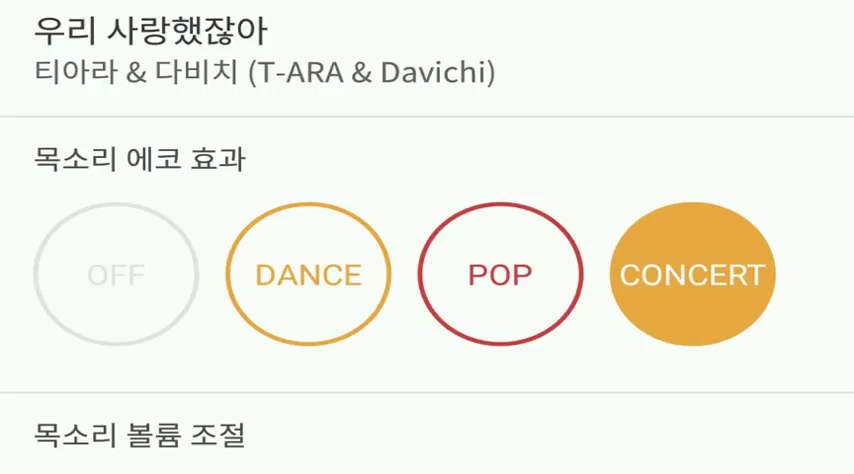 우리 사랑했잖아
티아라 & 다비치 (T-ARA & Davichi)
목소리 에코 효과
OFF DANCE POP CONCERT
목소리 볼륨 조절